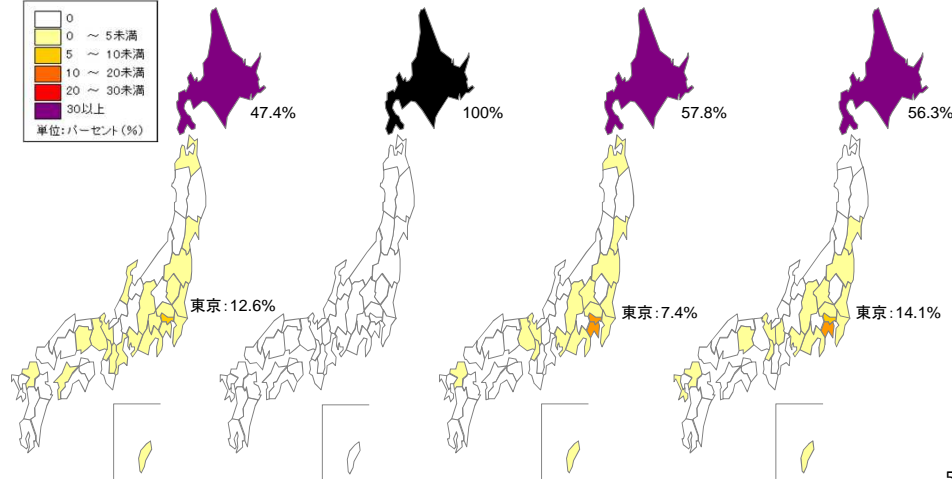 0
0 ～ 5未満
5 ～ 10未満
10 ～ 20未満
20 ～ 30未満
30以上
単位:パーセント(%)
47.4%
100%
57.8%
56.3%
東京:12.6%
東京:7.4%
東京:14.1%